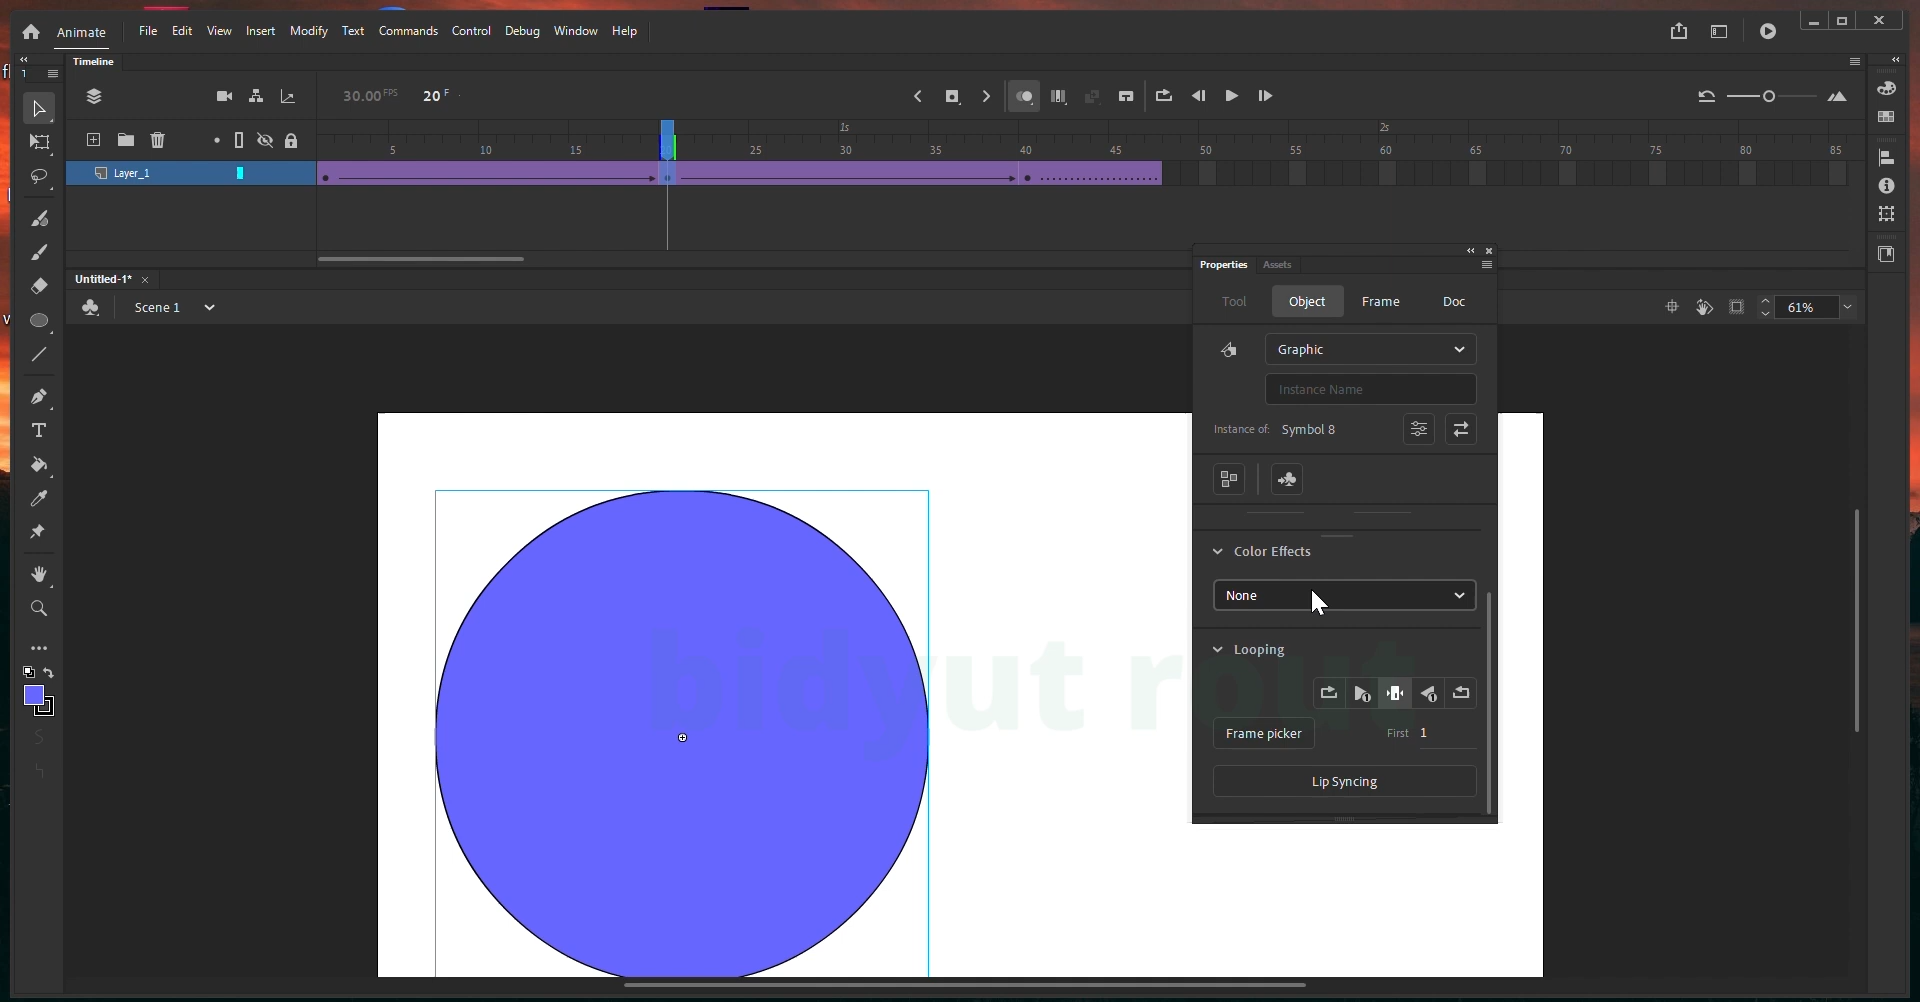 Animate File Edit View Insert Modify Text Commands Control Debug Window Help
Timeline
30.00 FPS 20 F
1s 2s
5 10 15 25 30 35 40 45 50 55 60 65 70 75 80 85
Layer_1
Untitled-1*
Scene 1
61%
Properties Assets
Tool Object Frame Doc
Graphic
Instance Name
Instance of: Symbol 8
Color Effects
None
Looping
Frame picker First 1
Lip Syncing
bidyut rout